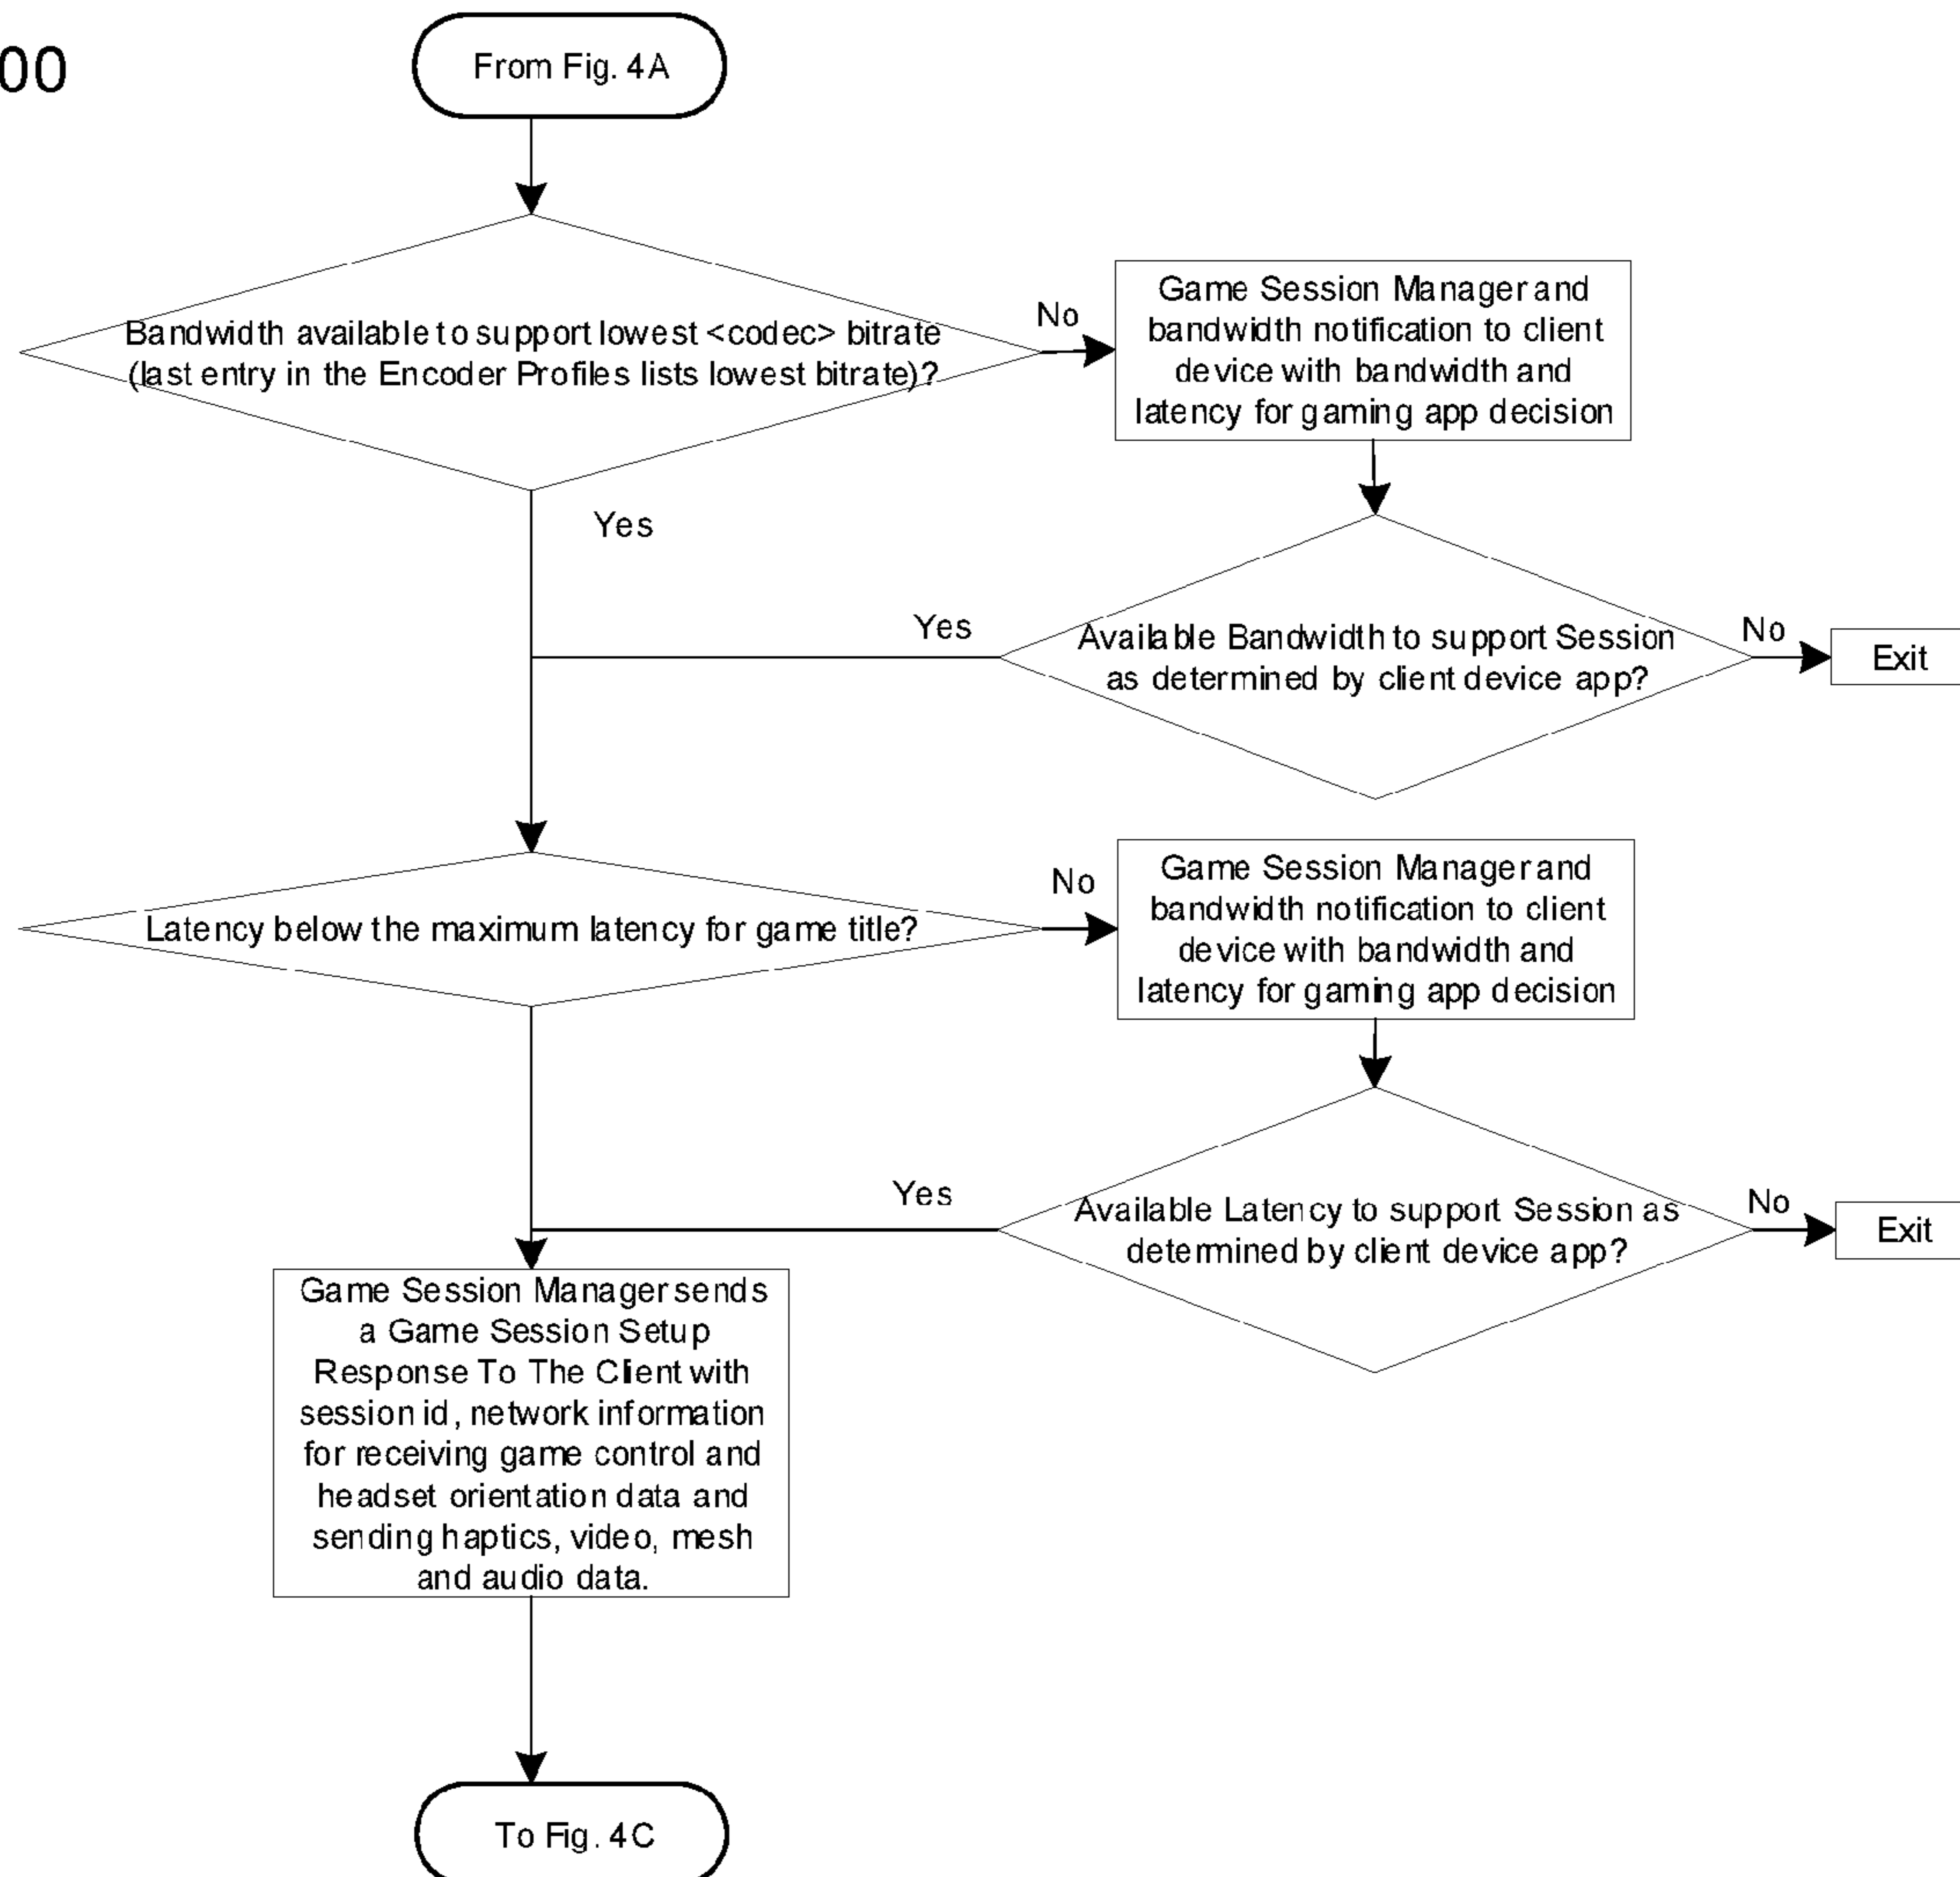 00
From Fig. 4A
Bandwidth available to support lowest <codec> bitrate
(last entry in the Encoder Profiles lists lowest bitrate)?
No
Game Session Manager and
bandwidth notification to client
device with bandwidth and
latency for gaming app decision
Yes
Yes
Available Bandwidth to support Session
as determined by client device app?
No
Exit
Latency below the maximum latency for game title?
No
Game Session Manager and
bandwidth notification to client
device with bandwidth and
latency for gaming app decision
Yes
Available Latency to support Session as
determined by client device app?
No
Exit
Game Session Manager sends
a Game Session Setup
Response To The Client with
session id, network information
for receiving game control and
headset orientation data and
sending haptics, video, mesh
and audio data.
To Fig. 4C